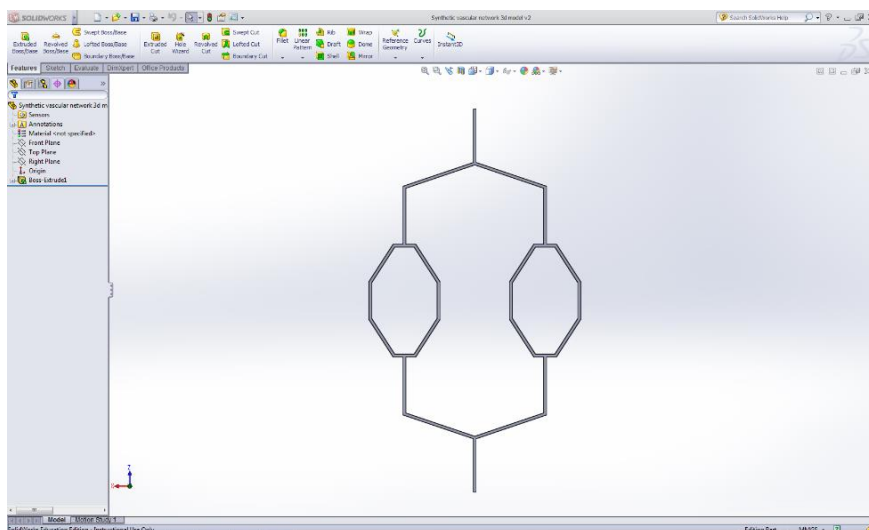 SOLIDWORKS
Synthetic vascular network 3d model v2
Search SolidWorks Help
Extruded Boss/Base
Revolved Boss/Base
Swept Boss/Base
Lofted Boss/Base
Boundary Boss/Base
Extruded Cut
Hole Wizard
Revolved Cut
Swept Cut
Lofted Cut
Boundary Cut
Fillet
Linear Pattern
Rib
Draft
Shell
Wrap
Dome
Mirror
Reference Geometry
Curves
Instant3D
Features
Sketch
Evaluate
DimXpert
Office Products
Synthetic vascular network 3d m
Sensors
Annotations
Material <not specified>
Front Plane
Top Plane
Right Plane
Origin
Boss-Extrude1
Z
Model
Motion Study 1
SolidWorks Education Edition - Instructional Use Only
Editing Part
MMGS